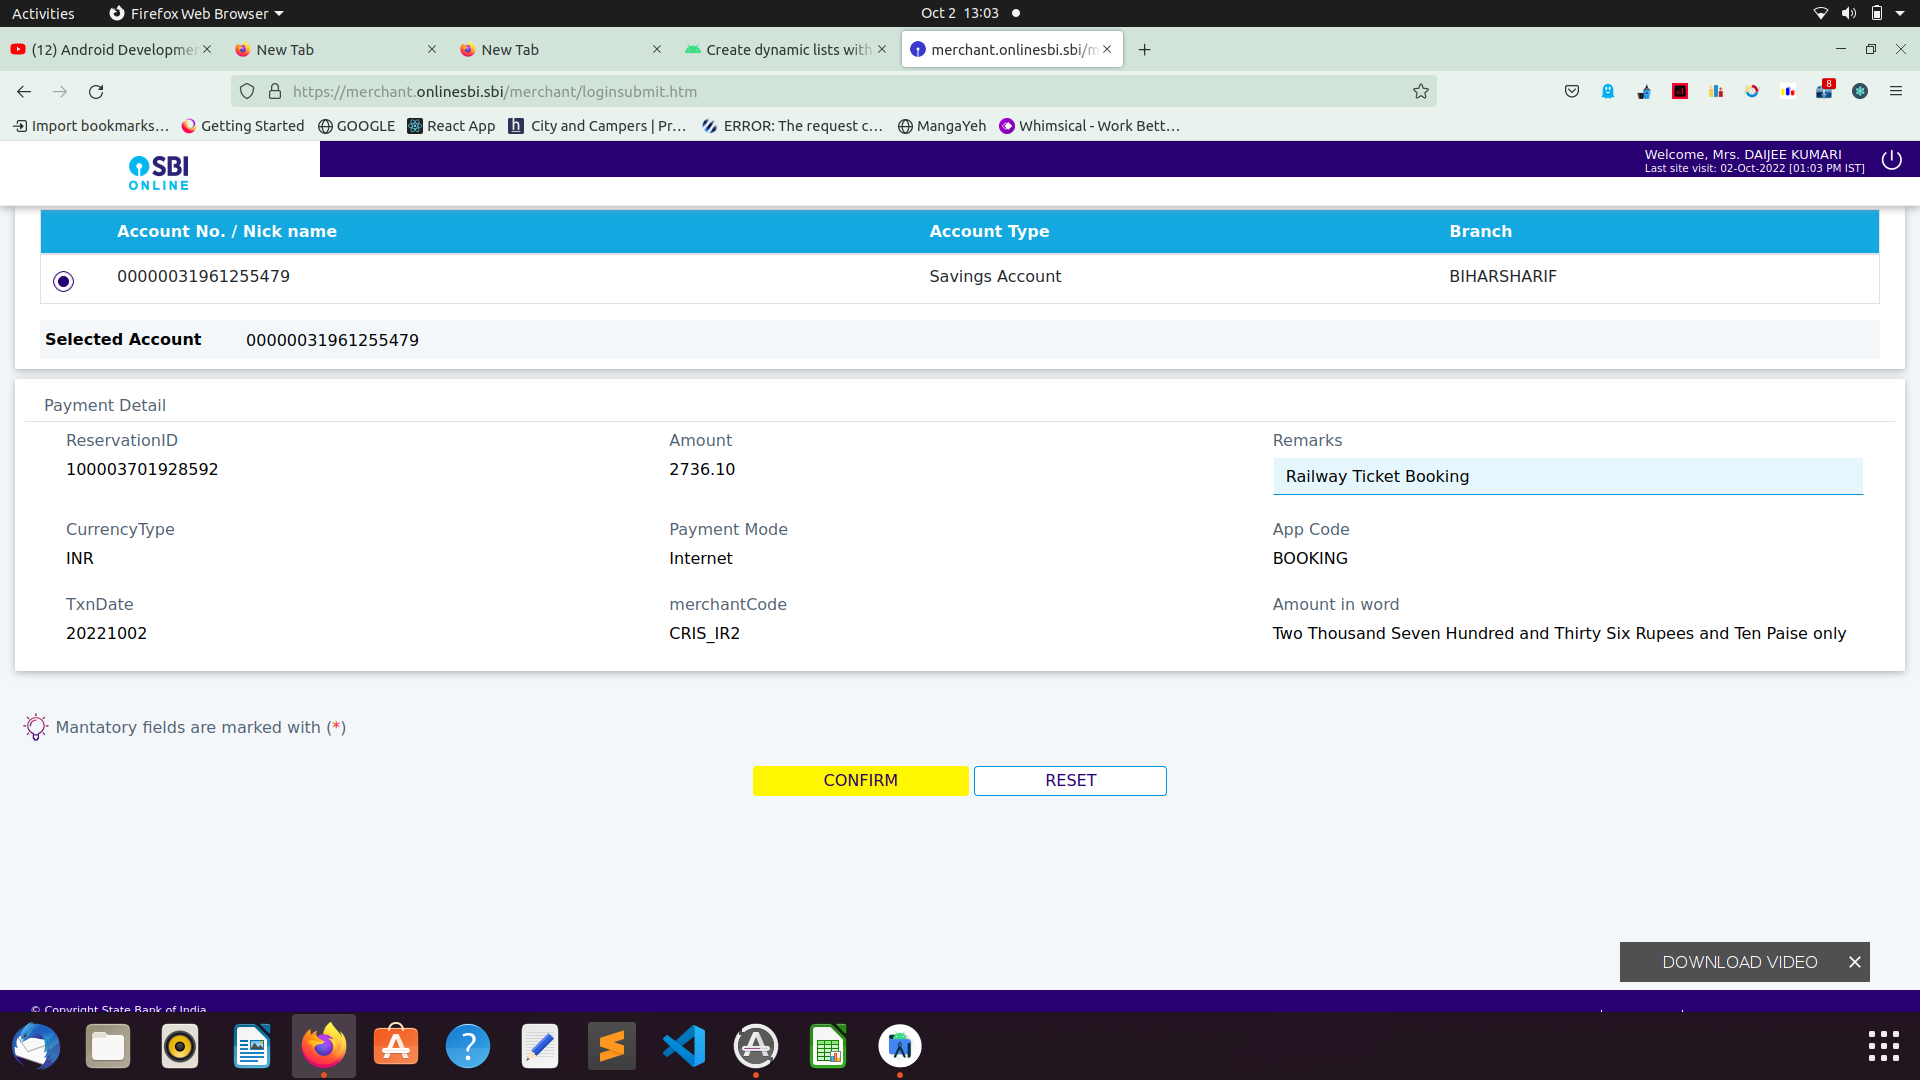 Activities Firefox Web Browser Oct 2 13:03
(12) Android Developmen New Tab New Tab Create dynamic lists with merchant.onlinesbi.sbi/m
https://merchant.onlinesbi.sbi/merchant/loginsubmit.htm 8
Import bookmarks... Getting Started GOOGLE React App h City and Campers | Pr... ERROR: The request c... MangaYeh Whimsical - Work Bett...
SBI
ONLINE
Welcome, Mrs. DAIJEE KUMARI
Last site visit: 02-Oct-2022 [01:03 PM IST]
Account No. / Nick name Account Type Branch
00000031961255479 Savings Account BIHARSHARIF
Selected Account 00000031961255479
Payment Detail
ReservationID Amount Remarks
100003701928592 2736.10 Railway Ticket Booking
CurrencyType Payment Mode App Code
INR Internet BOOKING
TxnDate merchantCode Amount in word
20221002 CRIS_IR2 Two Thousand Seven Hundred and Thirty Six Rupees and Ten Paise only
Mantatory fields are marked with (*)
CONFIRM RESET
DOWNLOAD VIDEO
© Copyright State Bank of India